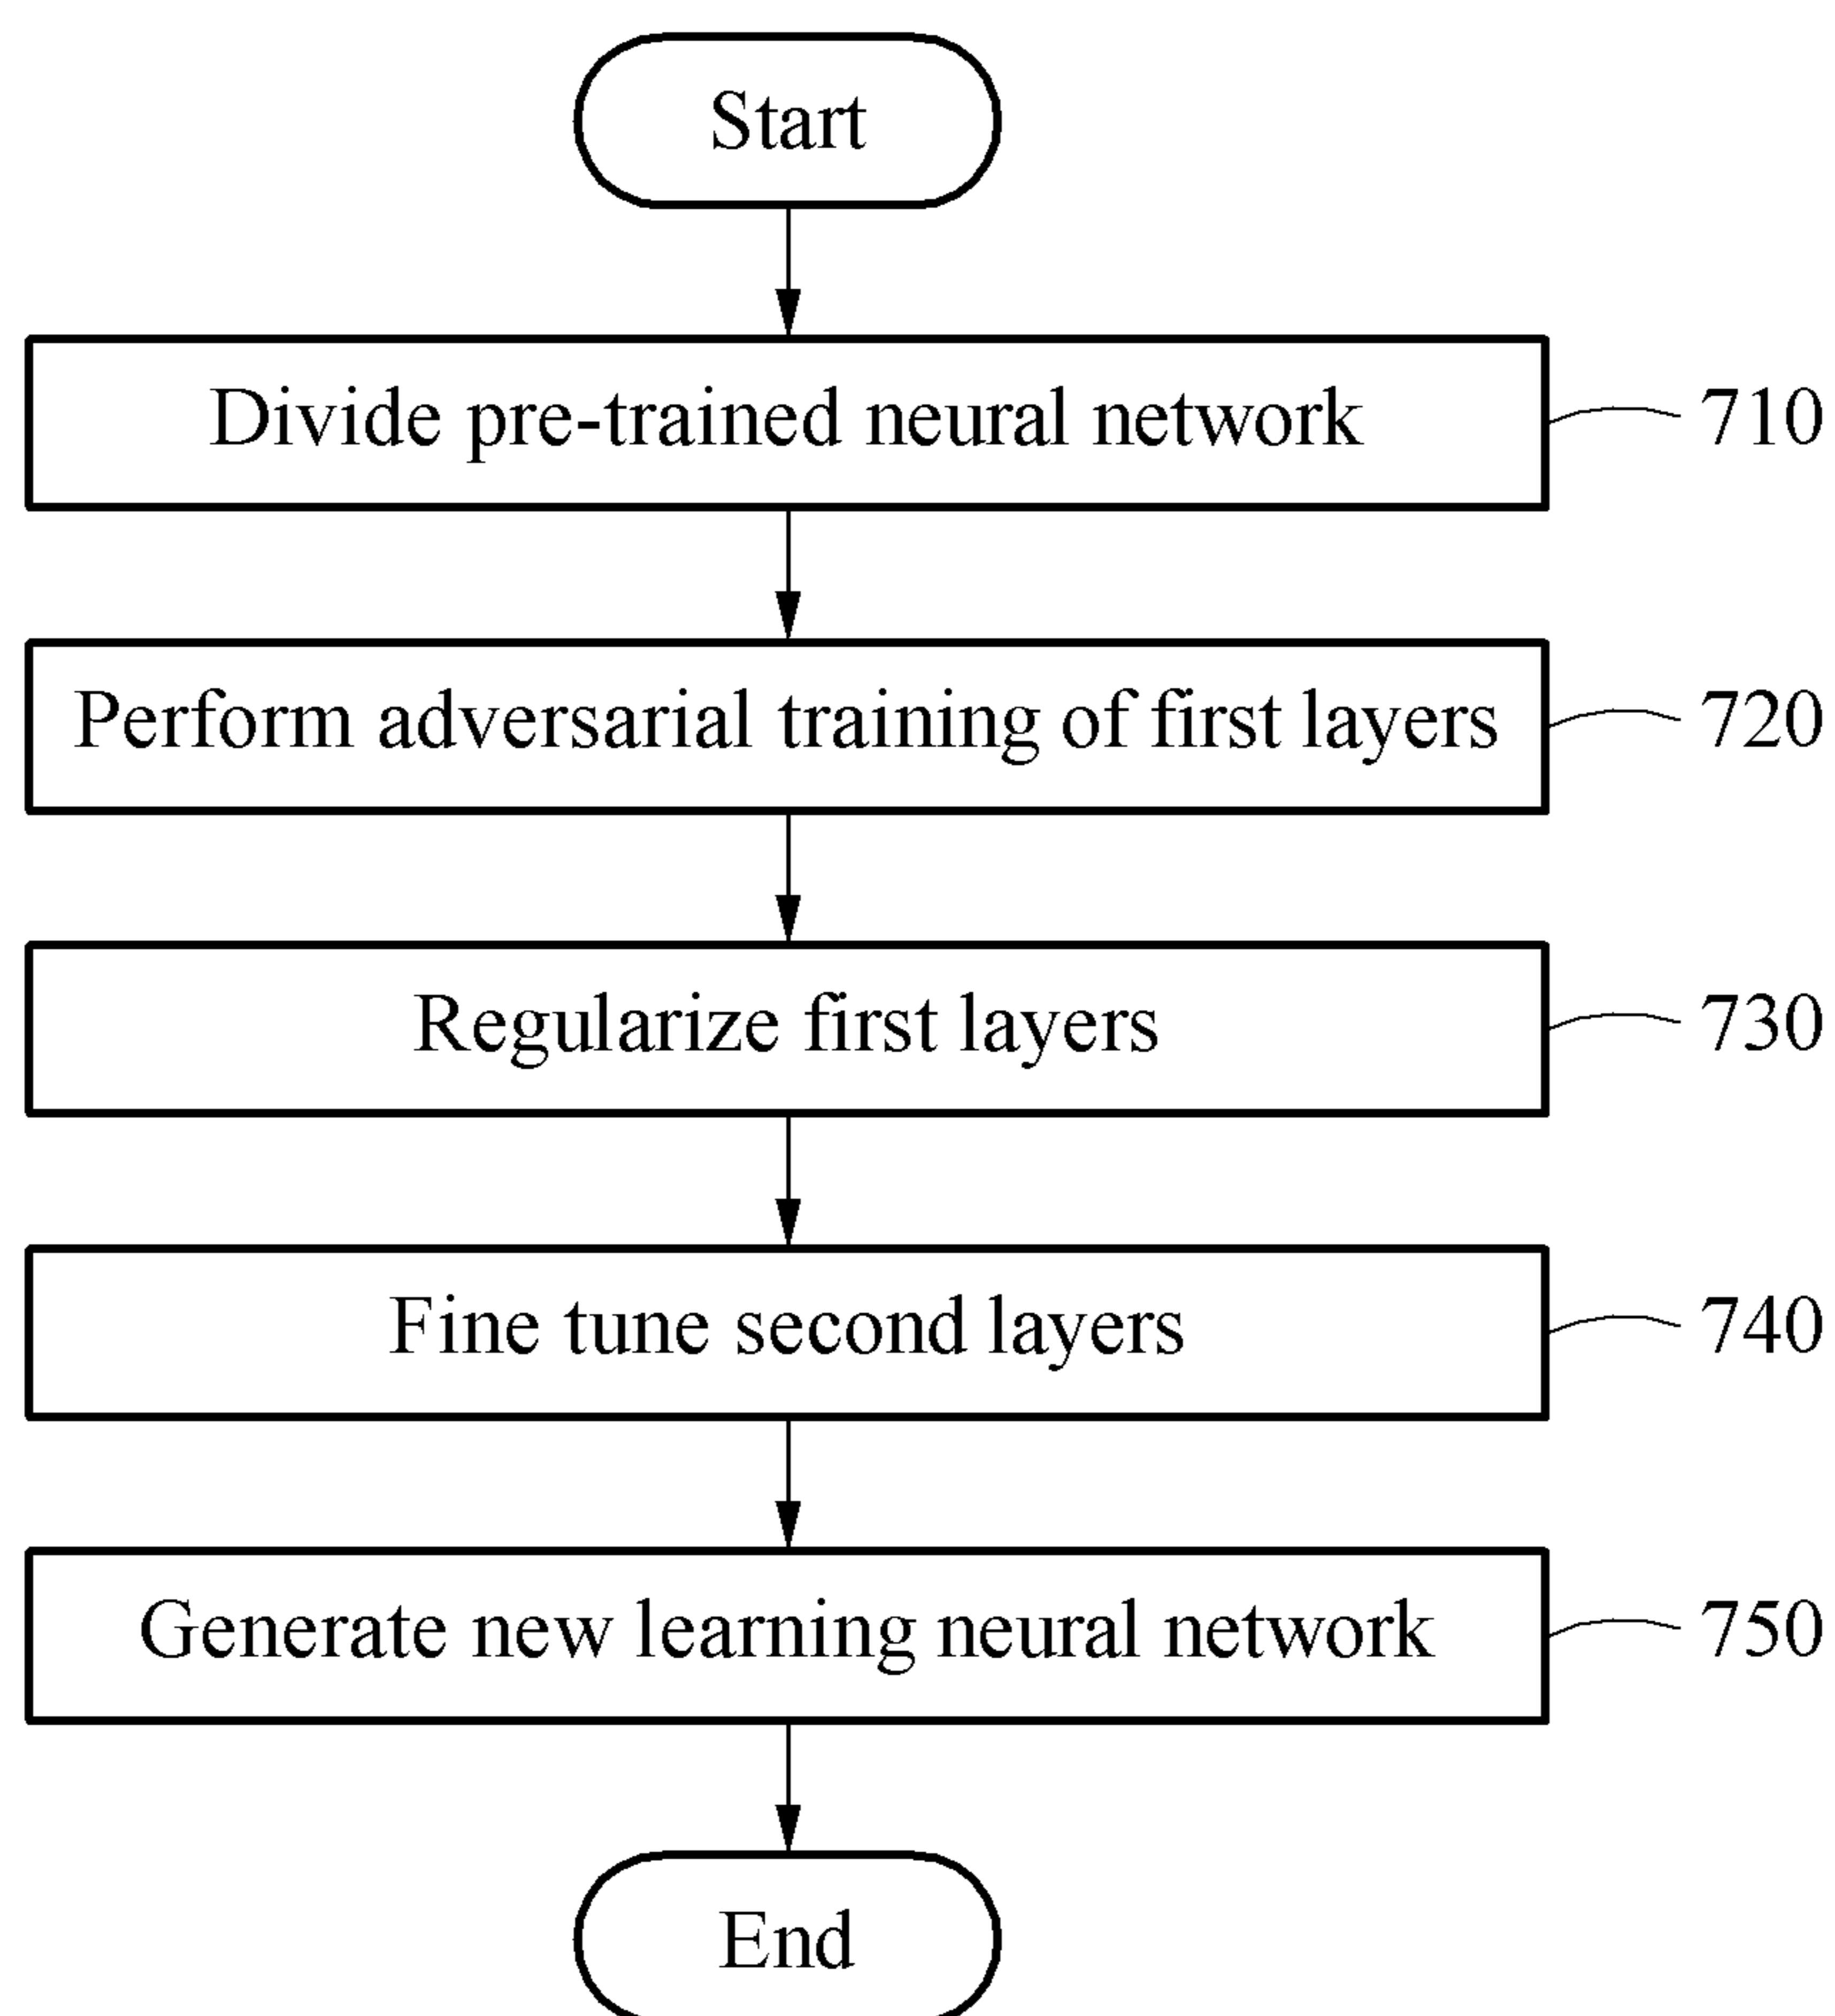 Start
Divide pre-trained neural network
710
Perform adversarial training of first layers
720
Regularize first layers
730
Fine tune second layers
740
Generate new learning neural network
750
End